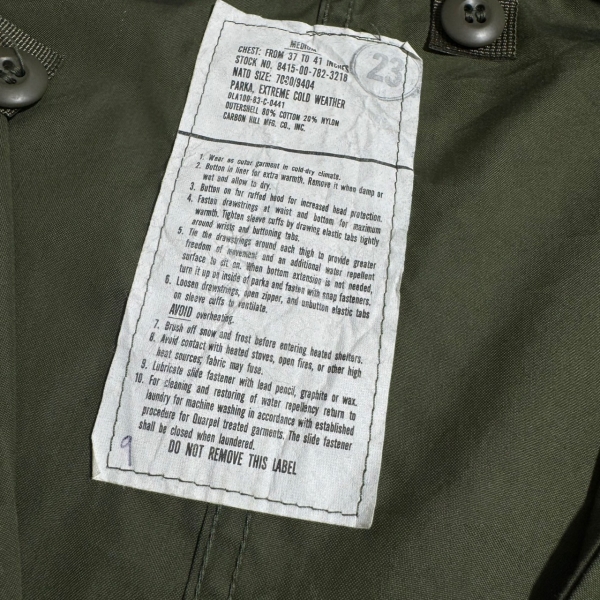 MEDIUM
CHEST: FROM 37 TO 41 INCHES
STOCK NO. 8415-00-782-3218
NATO SIZE: 7080/9404
PARKA, EXTREME COLD WEATHER
DLA100-83-C-0441
OUTERSHELL 80% COTTON 20% NYLON
CARBON HILL MFG. CO., INC.
23
1. Wear as outer garment in cold-dry climate.
2. Button in liner for extra warmth. Remove it when damp or
wet and allow to dry.
3. Button on fur ruffed hood for increased head protection.
4. Fasten drawstrings at waist and bottom for maximum
warmth. Tighten sleeve cuffs by drawing elastic tabs tightly
around wrists and buttoning tabs.
5. Tie the drawstrings around each thigh to provide greater
freedom of movement and an additional water repellent
surface to sit on. When bottom extension is not needed,
turn it up on inside of parka and fasten with snap fasteners.
6. Loosen drawstrings, open zipper, and unbutton elastic tabs
on sleeve cuffs to ventilate.
AVOID overheating.
7. Brush off snow and frost before entering heated shelters.
8. Avoid contact with heated stoves, open fires, or other high
heat sources; fabric may fuse.
9. Lubricate slide fastener with lead pencil, graphite or wax.
10. For cleaning and restoring of water repellency return to
laundry for machine washing in accordance with established
procedure for Quarpel treated garments. The slide fastener
shall be closed when laundered.
DO NOT REMOVE THIS LABEL
9